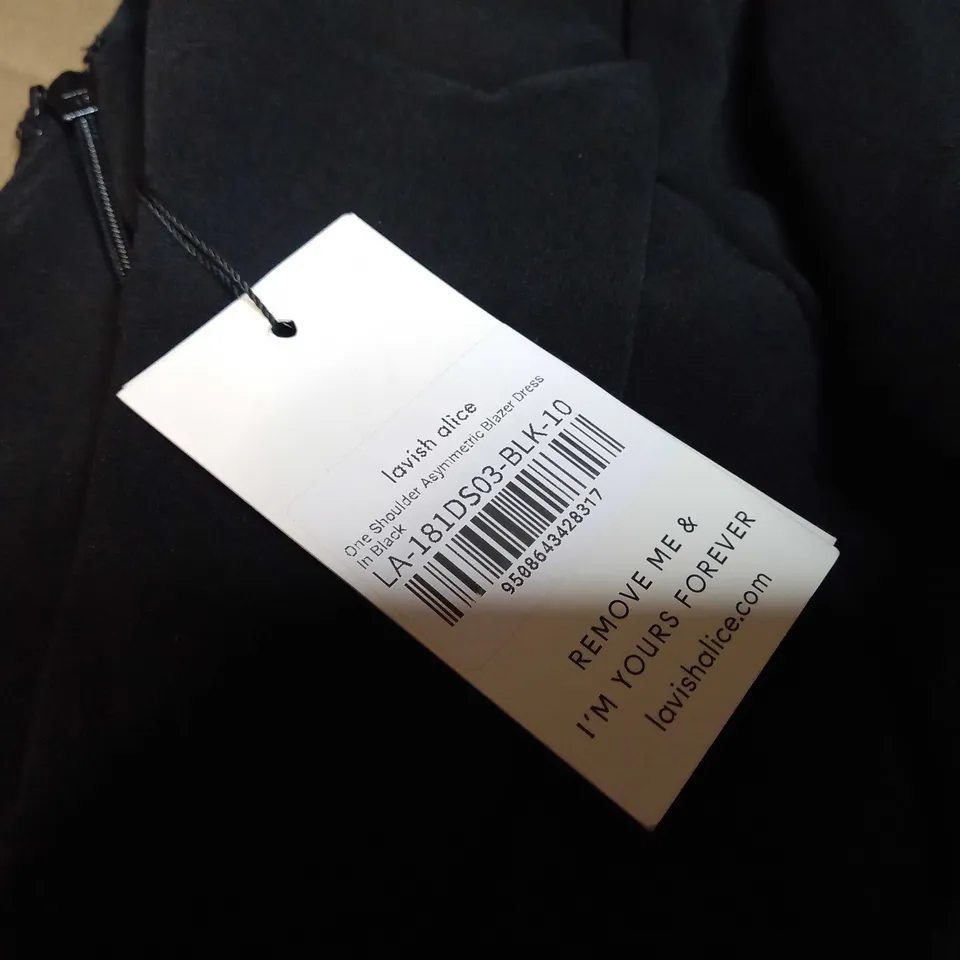 lavish alice
One Shoulder Asymmetric Blazer Dress
In Black
LA-181DS03-BLK-10
9508643428317
REMOVE ME &
I'M YOURS FOREVER
lavishalice.com